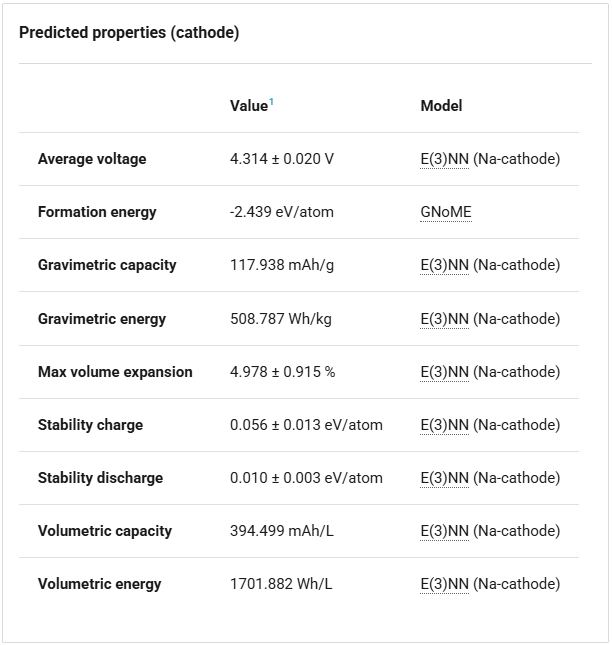 Predicted properties (cathode)
Value¹ Model
Average voltage 4.314 ± 0.020 V E(3)NN (Na-cathode)
Formation energy -2.439 eV/atom GNoME
Gravimetric capacity 117.938 mAh/g E(3)NN (Na-cathode)
Gravimetric energy 508.787 Wh/kg E(3)NN (Na-cathode)
Max volume expansion 4.978 ± 0.915 % E(3)NN (Na-cathode)
Stability charge 0.056 ± 0.013 eV/atom E(3)NN (Na-cathode)
Stability discharge 0.010 ± 0.003 eV/atom E(3)NN (Na-cathode)
Volumetric capacity 394.499 mAh/L E(3)NN (Na-cathode)
Volumetric energy 1701.882 Wh/L E(3)NN (Na-cathode)